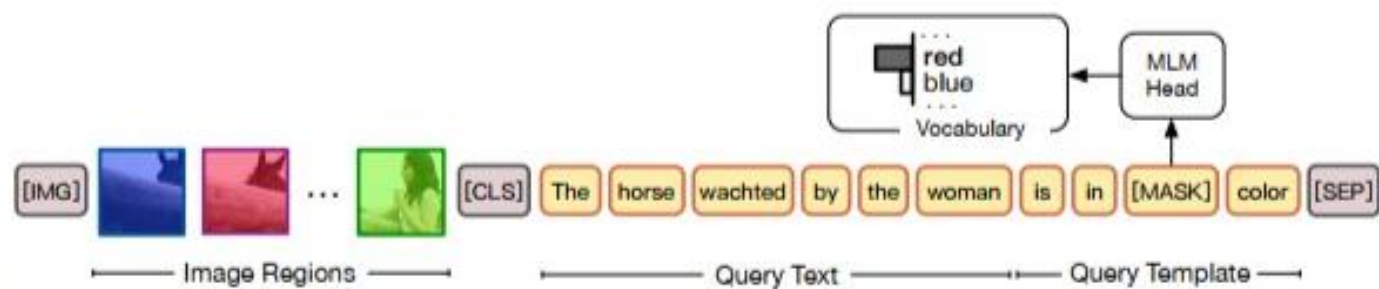 . . .
red
blue
. . .
Vocabulary
MLM
Head
[IMG] ... [CLS] The horse wachted by the woman is in [MASK] color [SEP]
Image Regions Query Text Query Template